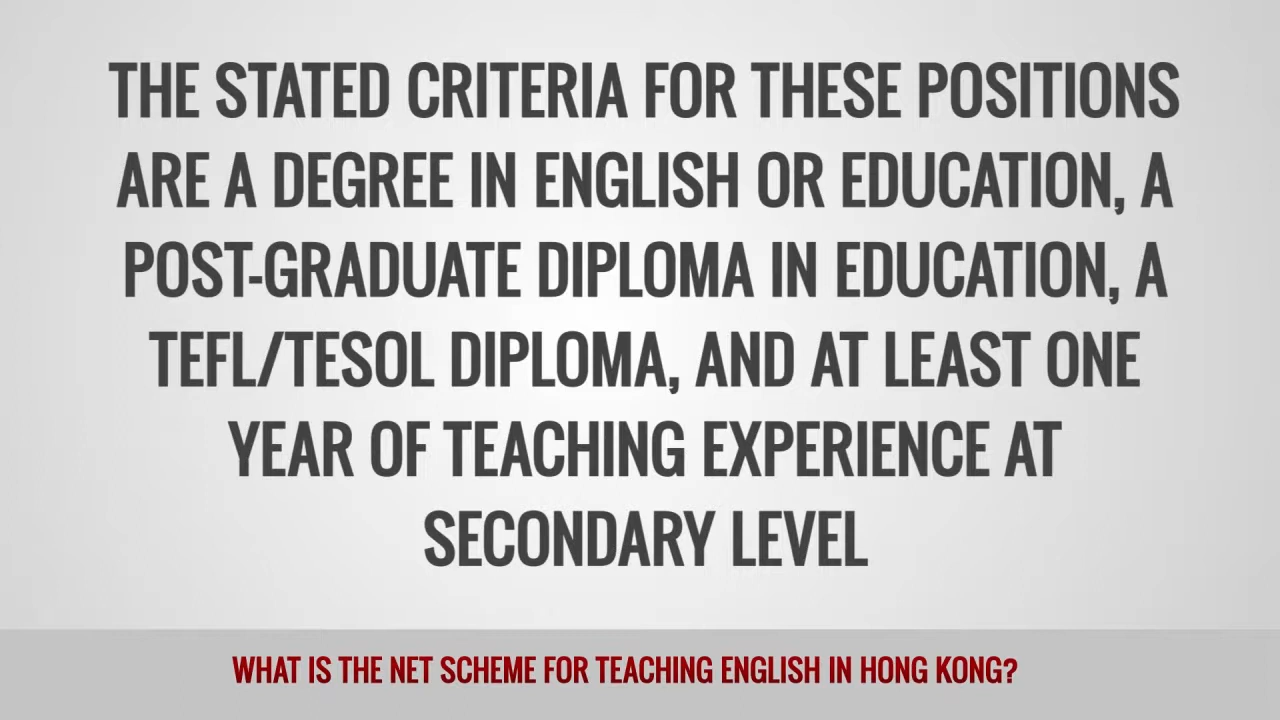 THE STATED CRITERIA FOR THESE POSITIONS
ARE A DEGREE IN ENGLISH OR EDUCATION, A
POST-GRADUATE DIPLOMA IN EDUCATION, A
TEFL/TESOL DIPLOMA, AND AT LEAST ONE
YEAR OF TEACHING EXPERIENCE AT
SECONDARY LEVEL
WHAT IS THE NET SCHEME FOR TEACHING ENGLISH IN HONG KONG?